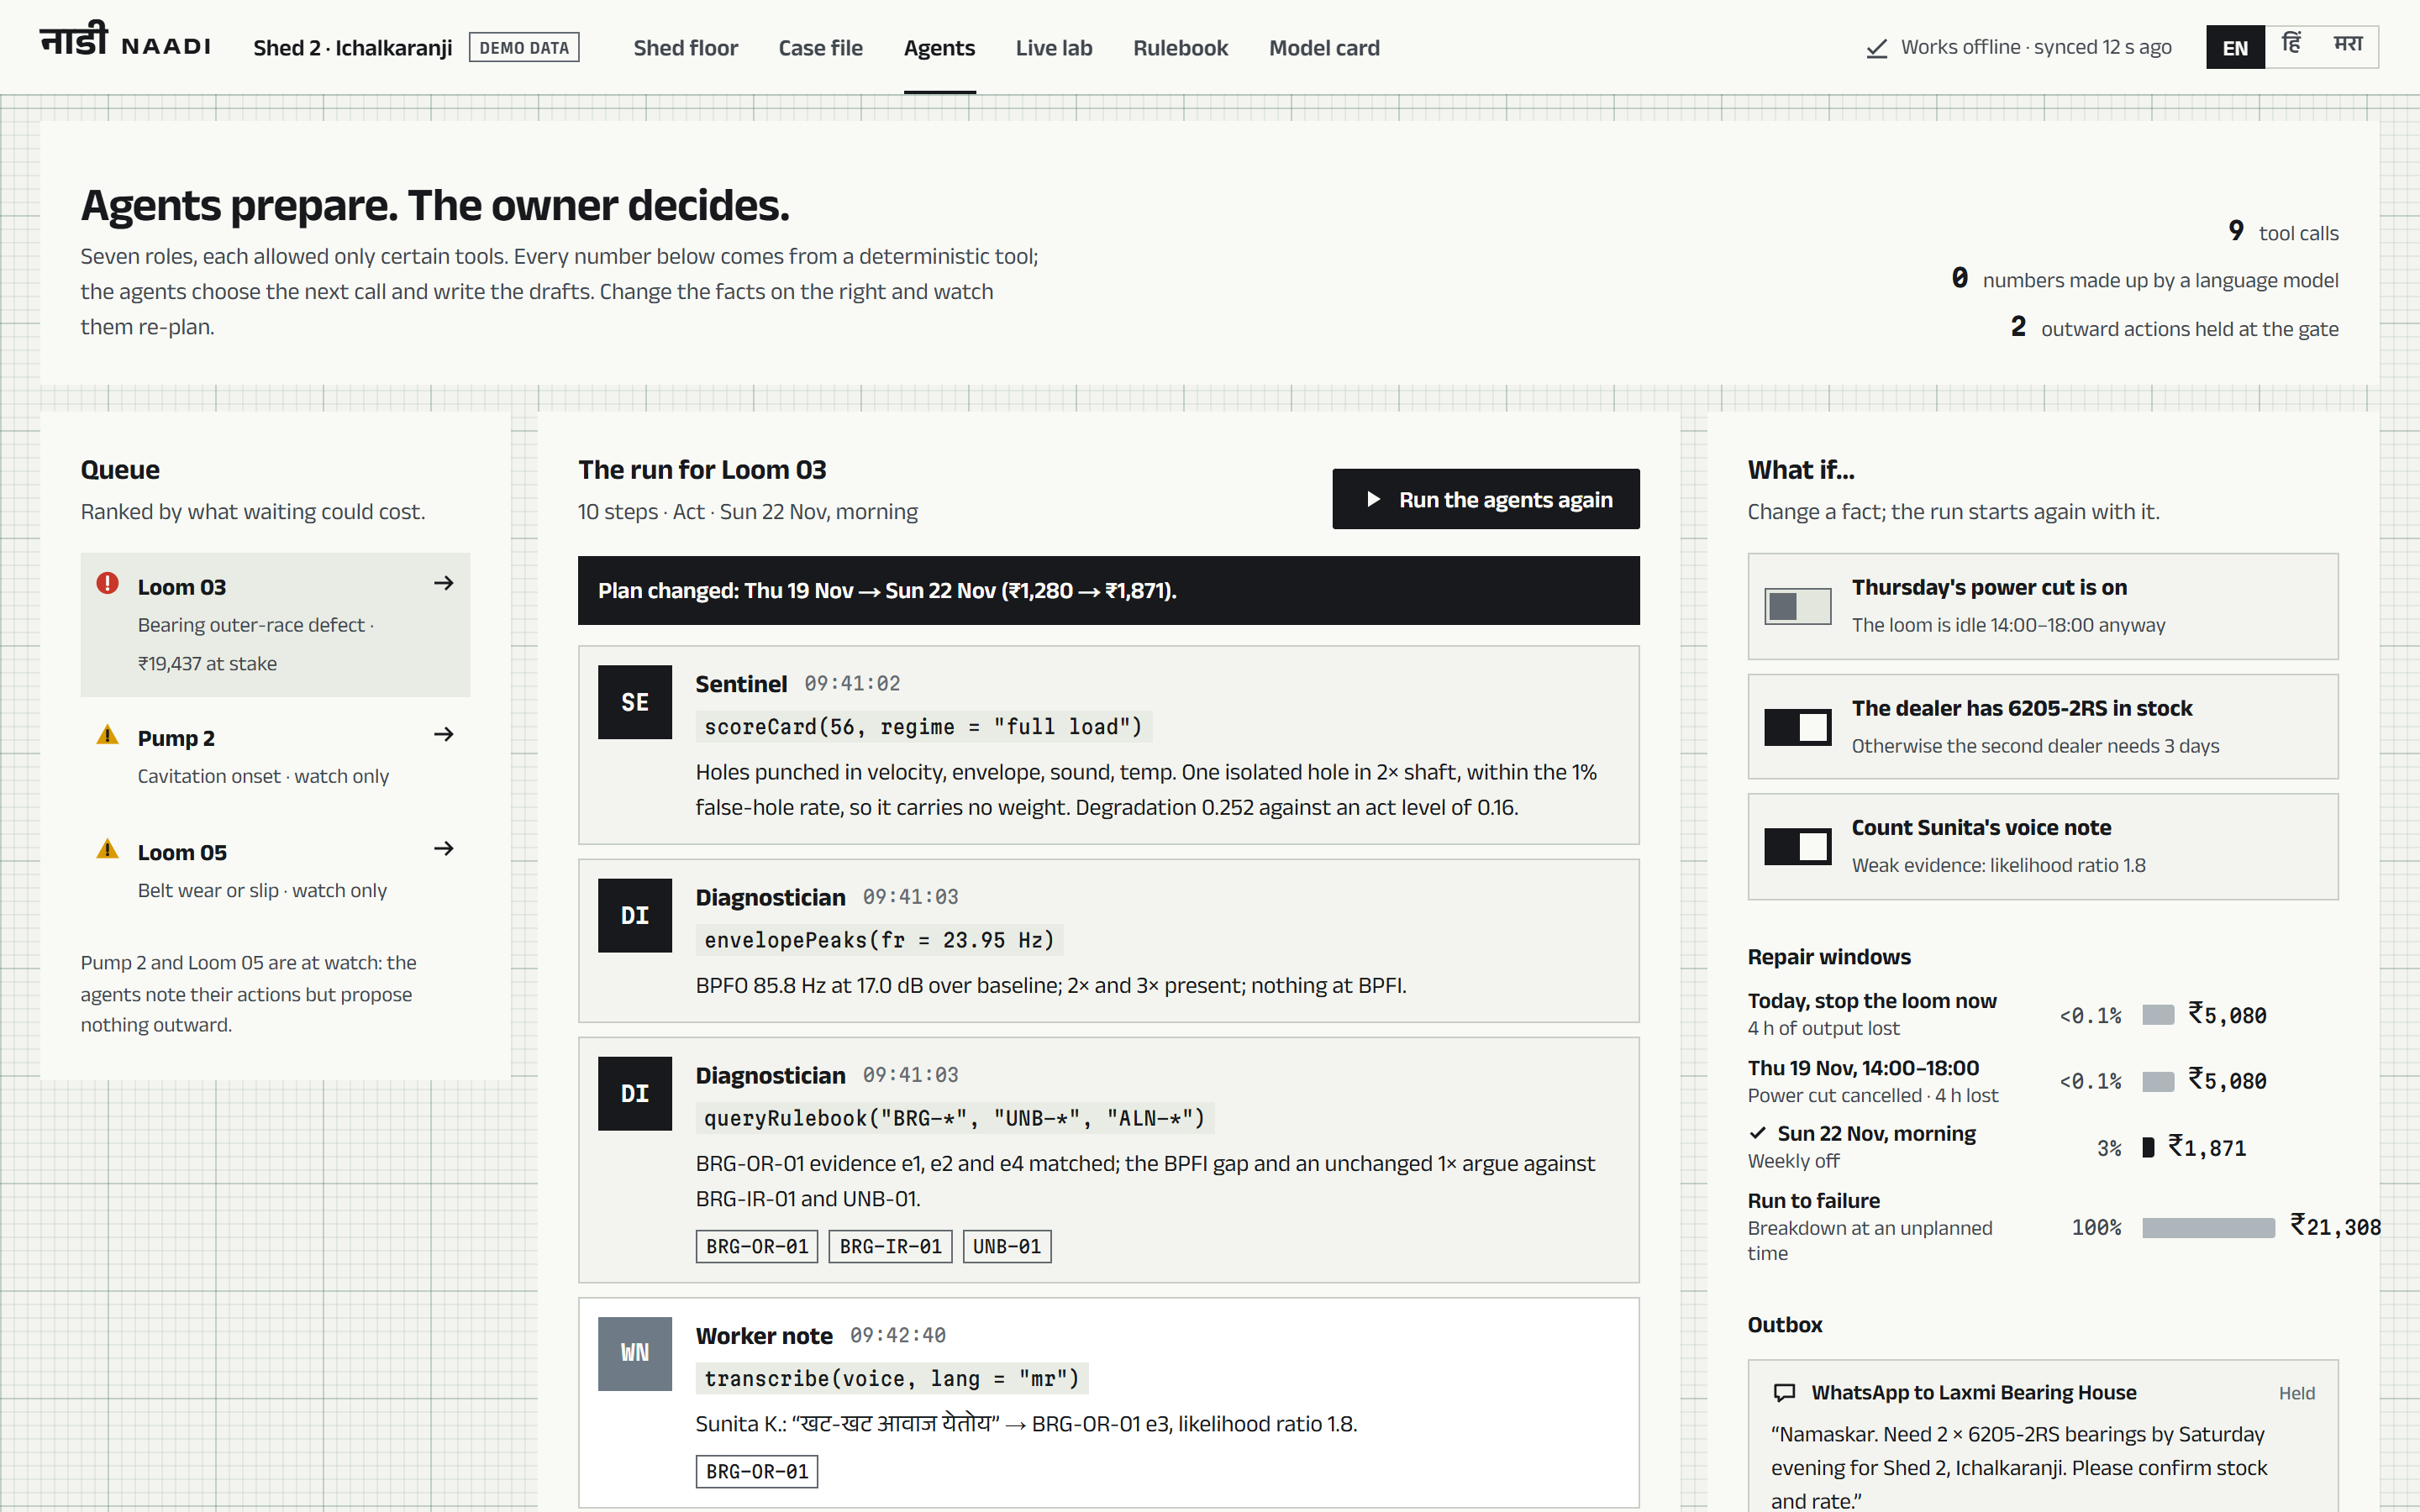 नाडी NAADI
Shed 2 · Ichalkaranji
DEMO DATA
Shed floor
Case file
Agents
Live lab
Rulebook
Model card
Works offline · synced 12 s ago
EN
हिं
मरा
Agents prepare. The owner decides.
Seven roles, each allowed only certain tools. Every number below comes from a deterministic tool;
the agents choose the next call and write the drafts. Change the facts on the right and watch
them re-plan.
9 tool calls
0 numbers made up by a language model
2 outward actions held at the gate
Queue
Ranked by what waiting could cost.
Loom 03
Bearing outer-race defect ·
₹19,437 at stake
Pump 2
Cavitation onset · watch only
Loom 05
Belt wear or slip · watch only
Pump 2 and Loom 05 are at watch: the
agents note their actions but propose
nothing outward.
The run for Loom 03
10 steps · Act · Sun 22 Nov, morning
Run the agents again
Plan changed: Thu 19 Nov → Sun 22 Nov (₹1,280 → ₹1,871).
SE
Sentinel 09:41:02
scoreCard(56, regime = "full load")
Holes punched in velocity, envelope, sound, temp. One isolated hole in 2× shaft, within the 1%
false-hole rate, so it carries no weight. Degradation 0.252 against an act level of 0.16.
DI
Diagnostician 09:41:03
envelopePeaks(fr = 23.95 Hz)
BPFO 85.8 Hz at 17.0 dB over baseline; 2× and 3× present; nothing at BPFI.
DI
Diagnostician 09:41:03
queryRulebook("BRG-*", "UNB-*", "ALN-*")
BRG-OR-01 evidence e1, e2 and e4 matched; the BPFI gap and an unchanged 1× argue against
BRG-IR-01 and UNB-01.
BRG-OR-01
BRG-IR-01
UNB-01
WN
Worker note 09:42:40
transcribe(voice, lang = "mr")
Sunita K.: “खट-खट आवाज येतोय” → BRG-OR-01 e3, likelihood ratio 1.8.
BRG-OR-01
What if…
Change a fact; the run starts again with it.
Thursday's power cut is on
The loom is idle 14:00–18:00 anyway
The dealer has 6205-2RS in stock
Otherwise the second dealer needs 3 days
Count Sunita's voice note
Weak evidence: likelihood ratio 1.8
Repair windows
Today, stop the loom now
4 h of output lost
<0.1% ₹5,080
Thu 19 Nov, 14:00–18:00
Power cut cancelled · 4 h lost
<0.1% ₹5,080
Sun 22 Nov, morning
Weekly off
3% ₹1,871
Run to failure
Breakdown at an unplanned
time
100% ₹21,308
Outbox
WhatsApp to Laxmi Bearing House
Held
“Namaskar. Need 2 × 6205-2RS bearings by Saturday
evening for Shed 2, Ichalkaranji. Please confirm stock
and rate.”